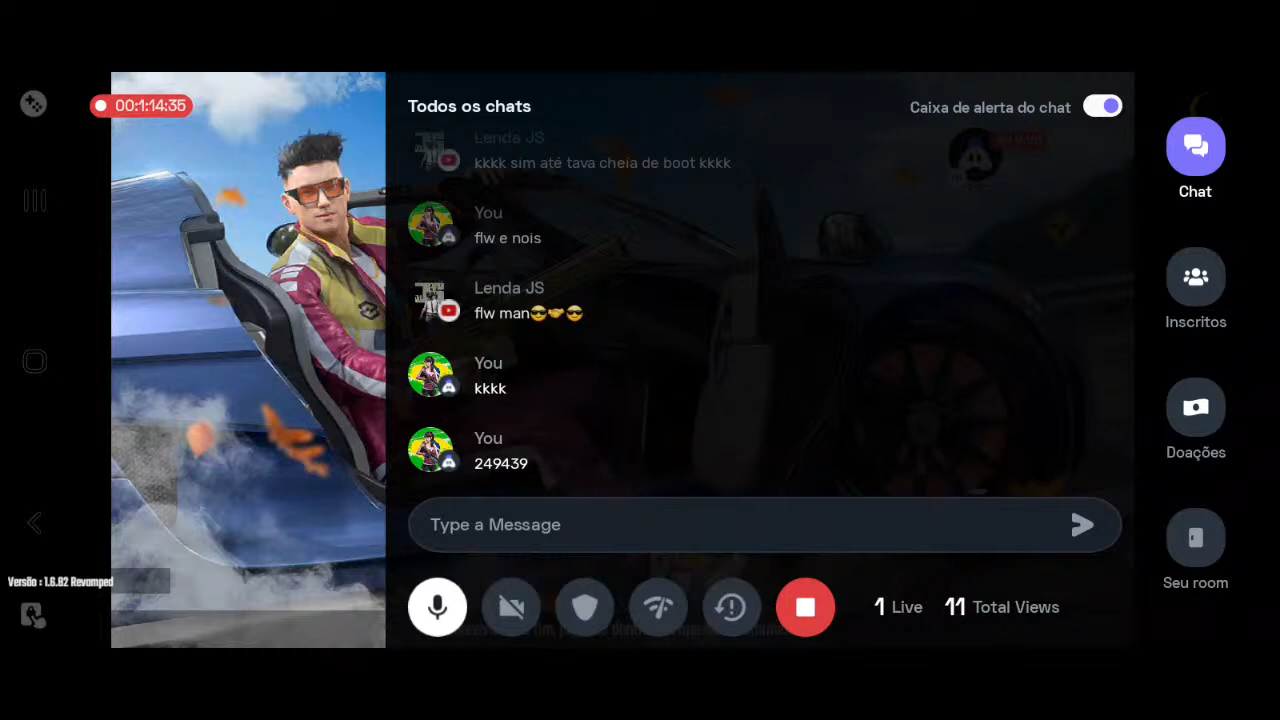 00:1:14:35
Todos os chats
Caixa de alerta do chat
Lenda JS
kkkk sim até tava cheia de boot kkkk
You
flw e nois
Lenda JS
flw man😎🤝😎
You
kkkk
You
249439
Type a Message
1 Live 11 Total Views
Chat
Inscritos
Doações
Seu room
Versão : 1.6.82 Revamped